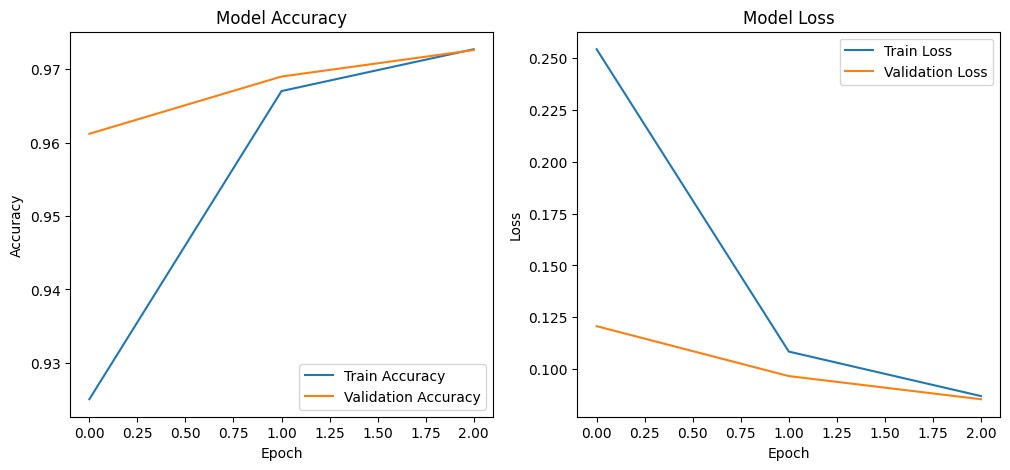 Model Accuracy
0.97
0.96
0.95
0.94
0.93
Accuracy
0.00 0.25 0.50 0.75 1.00 1.25 1.50 1.75 2.00
Epoch
Train Accuracy
Validation Accuracy
Model Loss
0.250
0.225
0.200
0.175
0.150
0.125
0.100
Loss
0.00 0.25 0.50 0.75 1.00 1.25 1.50 1.75 2.00
Epoch
Train Loss
Validation Loss